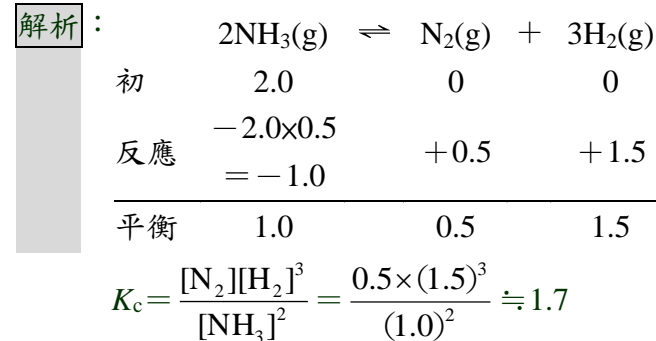 解析：
2NH₃(g) ⇌ N₂(g) + 3H₂(g)
初 2.0 0 0
反應 －2.0×0.5 ＝－1.0 ＋0.5 ＋1.5
平衡 1.0 0.5 1.5
Kc＝[N₂][H₂]³/[NH₃]²＝0.5×(1.5)³/(1.0)²≒1.7